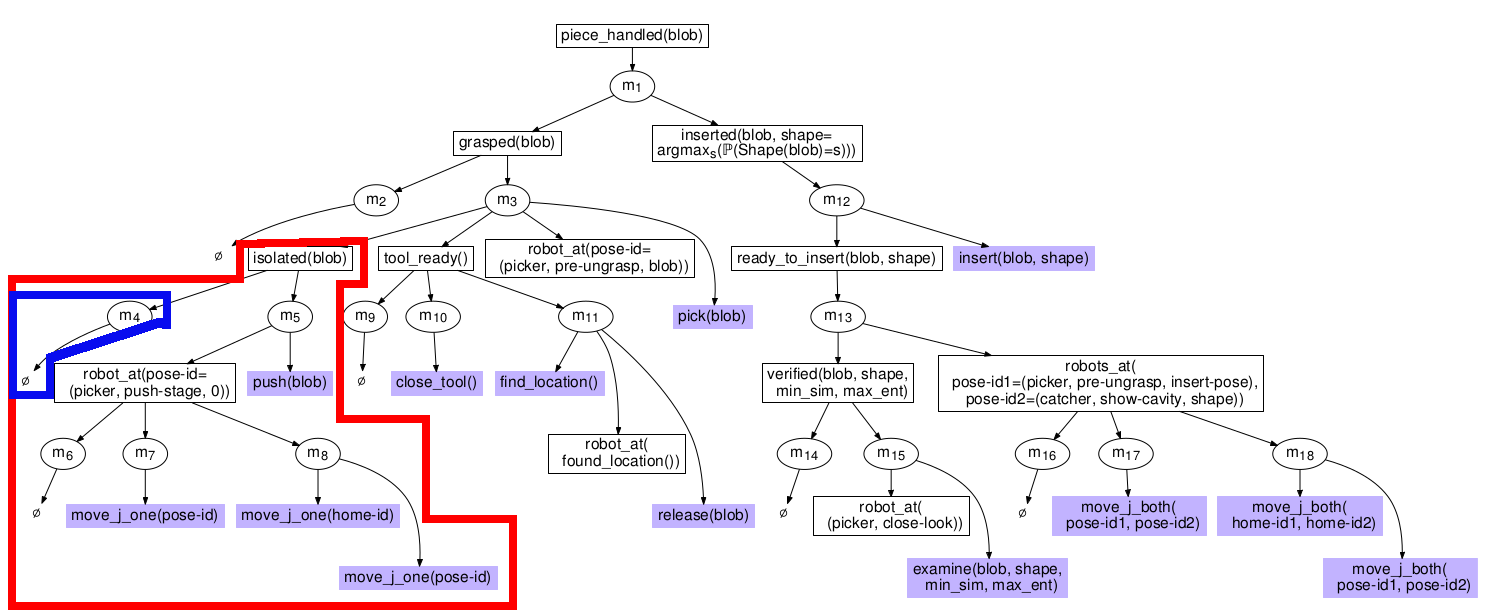 piece_handled(blob)
m1
grasped(blob)
inserted(blob, shape=
argmaxs(ℙ(Shape(blob)=s)))
m2
m3
m12
∅
isolated(blob)
tool_ready()
robot_at(pose-id=
(picker, pre-ungrasp, blob))
ready_to_insert(blob, shape)
insert(blob, shape)
m4
m5
m9
m10
m11
pick(blob)
m13
∅
robot_at(pose-id=
(picker, push-stage, 0))
push(blob)
∅
close_tool()
find_location()
verified(blob, shape,
min_sim, max_ent)
robots_at(
pose-id1=(picker, pre-ungrasp, insert-pose),
pose-id2=(catcher, show-cavity, shape))
m6
m7
m8
robot_at(
found_location())
m14
m15
m16
m17
m18
∅
move_j_one(pose-id)
move_j_one(home-id)
release(blob)
∅
robot_at(
(picker, close-look))
∅
move_j_both(
pose-id1, pose-id2)
move_j_both(
home-id1, home-id2)
move_j_one(pose-id)
examine(blob, shape,
min_sim, max_ent)
move_j_both(
pose-id1, pose-id2)